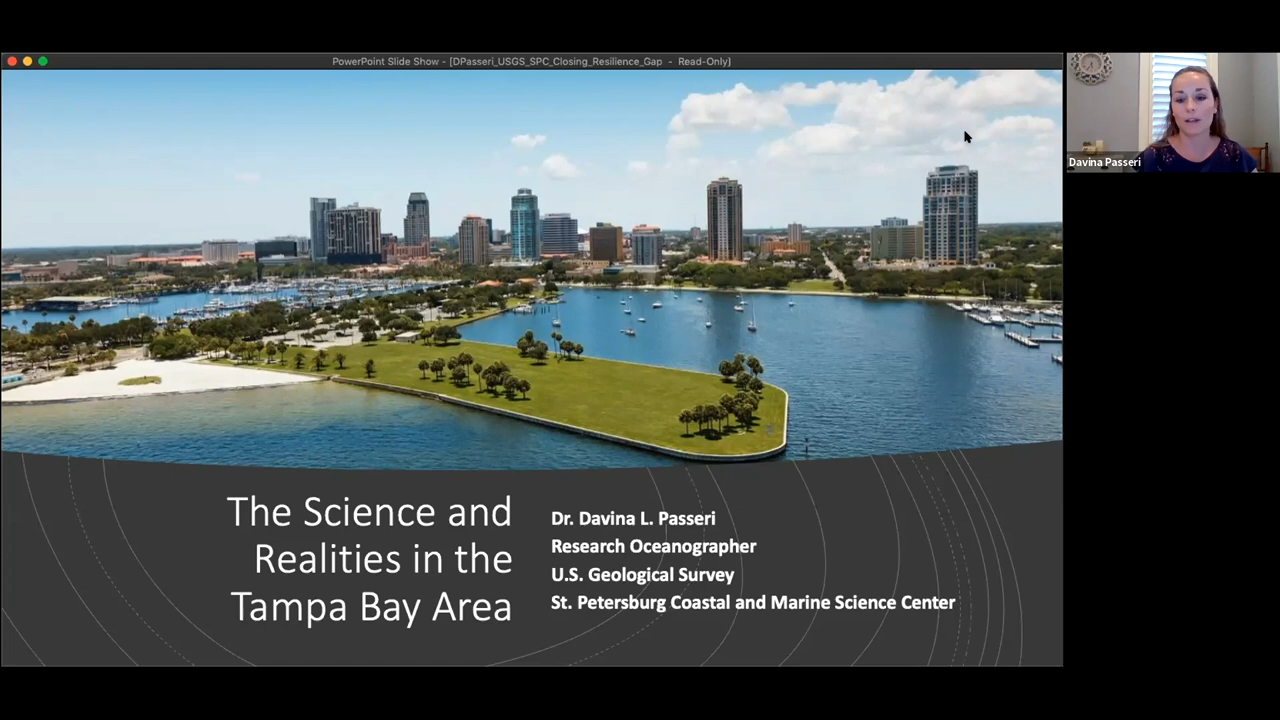 PowerPoint Slide Show - [DPasseri_USGS_SPC_Closing_Resilience_Gap - Read-Only]
Davina Passeri
The Science and
Realities in the
Tampa Bay Area
Dr. Davina L. Passeri
Research Oceanographer
U.S. Geological Survey
St. Petersburg Coastal and Marine Science Center